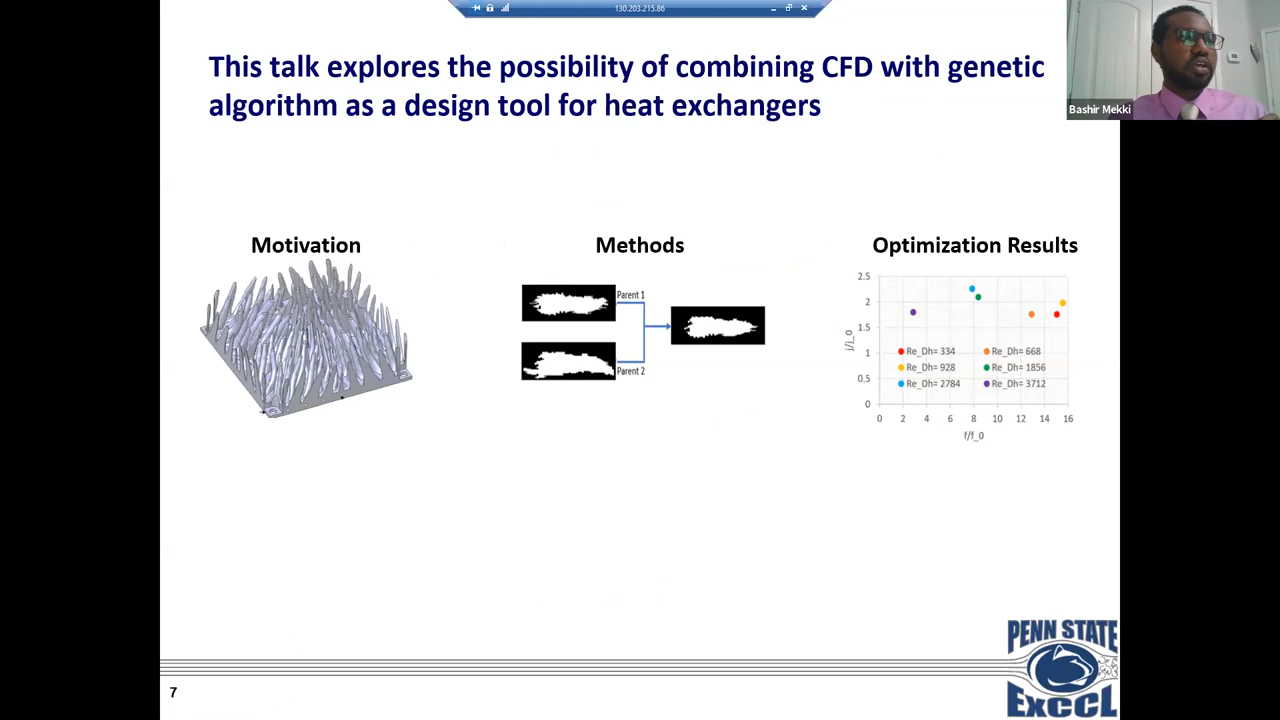 130.203.215.86
This talk explores the possibility of combining CFD with genetic
algorithm as a design tool for heat exchangers
Bashir Mekki
Motivation
Methods
Optimization Results
Parent 1
Parent 2
2.5
2
1.5
1
0.5
0
j/j_o
Re_Dh= 334
Re_Dh= 668
Re_Dh= 928
Re_Dh= 1856
Re_Dh= 2784
Re_Dh= 3712
0 2 4 6 8 10 12 14 16
f/f_0
7
PENN STATE
ExCCL